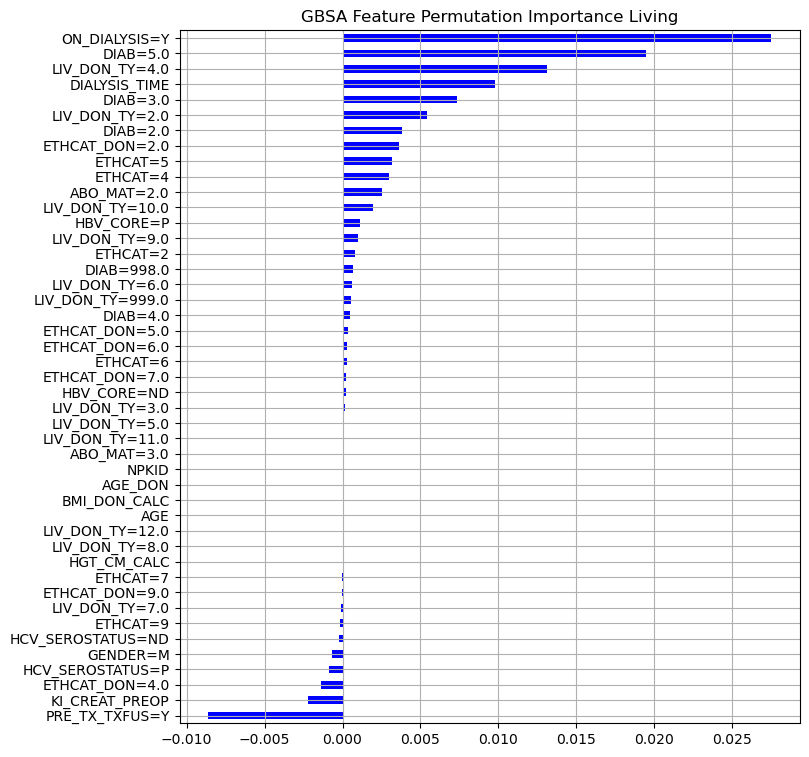 GBSA Feature Permutation Importance Living
ON_DIALYSIS=Y
DIAB=5.0
LIV_DON_TY=4.0
DIALYSIS_TIME
DIAB=3.0
LIV_DON_TY=2.0
DIAB=2.0
ETHCAT_DON=2.0
ETHCAT=5
ETHCAT=4
ABO_MAT=2.0
LIV_DON_TY=10.0
HBV_CORE=P
LIV_DON_TY=9.0
ETHCAT=2
DIAB=998.0
LIV_DON_TY=6.0
LIV_DON_TY=999.0
DIAB=4.0
ETHCAT_DON=5.0
ETHCAT_DON=6.0
ETHCAT=6
ETHCAT_DON=7.0
HBV_CORE=ND
LIV_DON_TY=3.0
LIV_DON_TY=5.0
LIV_DON_TY=11.0
ABO_MAT=3.0
NPKID
AGE_DON
BMI_DON_CALC
AGE
LIV_DON_TY=12.0
LIV_DON_TY=8.0
HGT_CM_CALC
ETHCAT=7
ETHCAT_DON=9.0
LIV_DON_TY=7.0
ETHCAT=9
HCV_SEROSTATUS=ND
GENDER=M
HCV_SEROSTATUS=P
ETHCAT_DON=4.0
KI_CREAT_PREOP
PRE_TX_TXFUS=Y
−0.010 −0.005 0.000 0.005 0.010 0.015 0.020 0.025